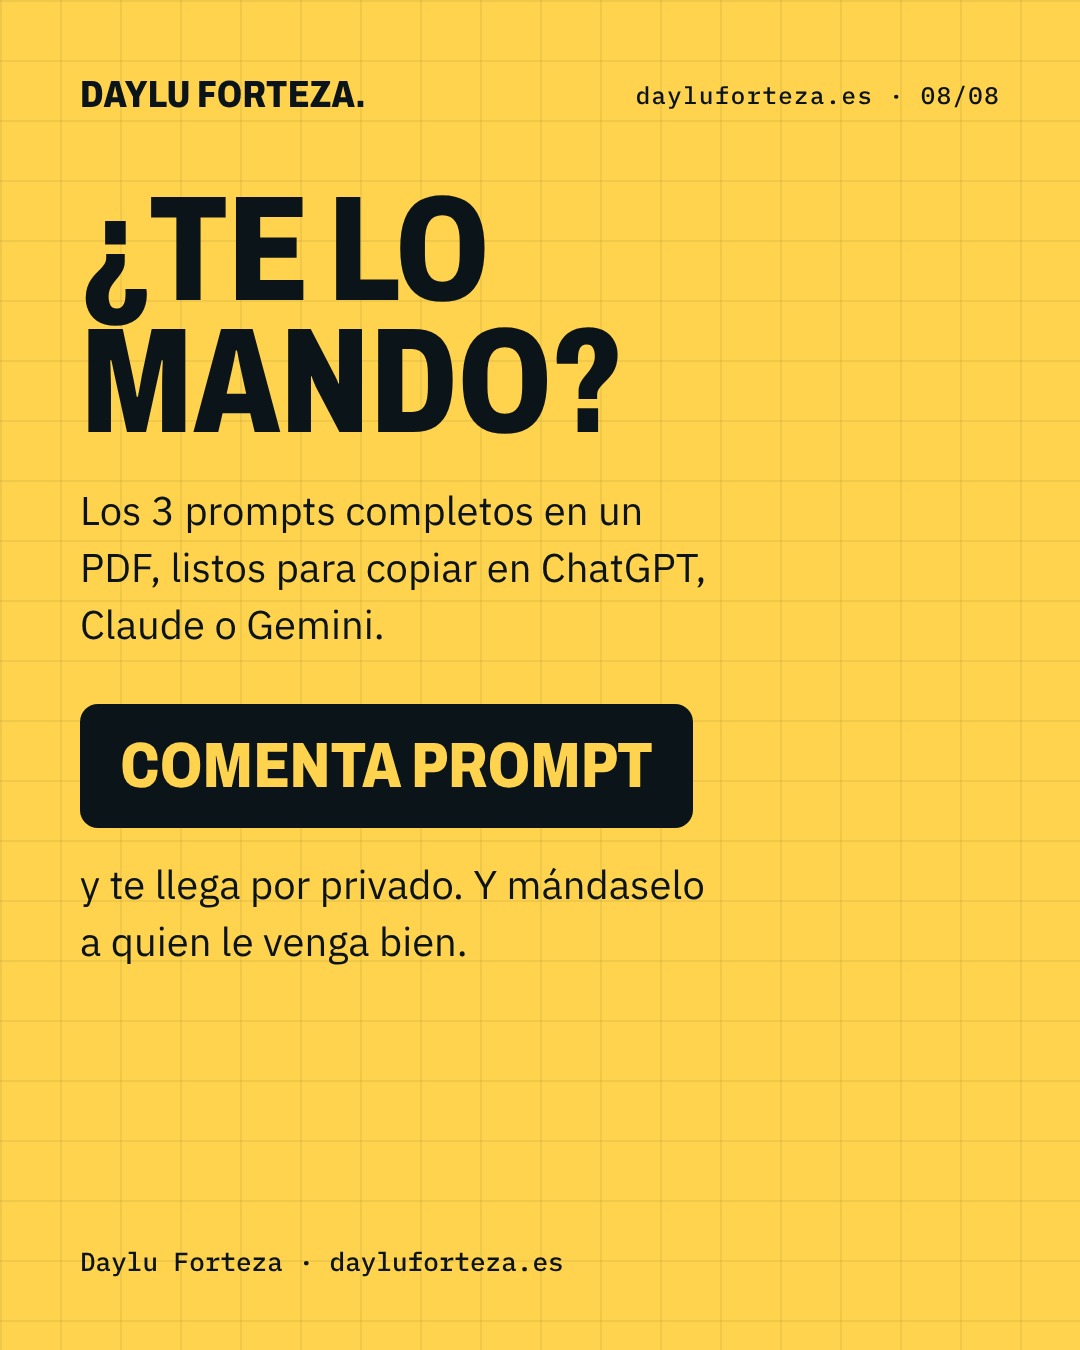 DAYLU FORTEZA.
dayluforteza.es · 08/08
¿TE LO
MANDO?
Los 3 prompts completos en un
PDF, listos para copiar en ChatGPT,
Claude o Gemini.
COMENTA PROMPT
y te llega por privado. Y mándaselo
a quien le venga bien.
Daylu Forteza · dayluforteza.es